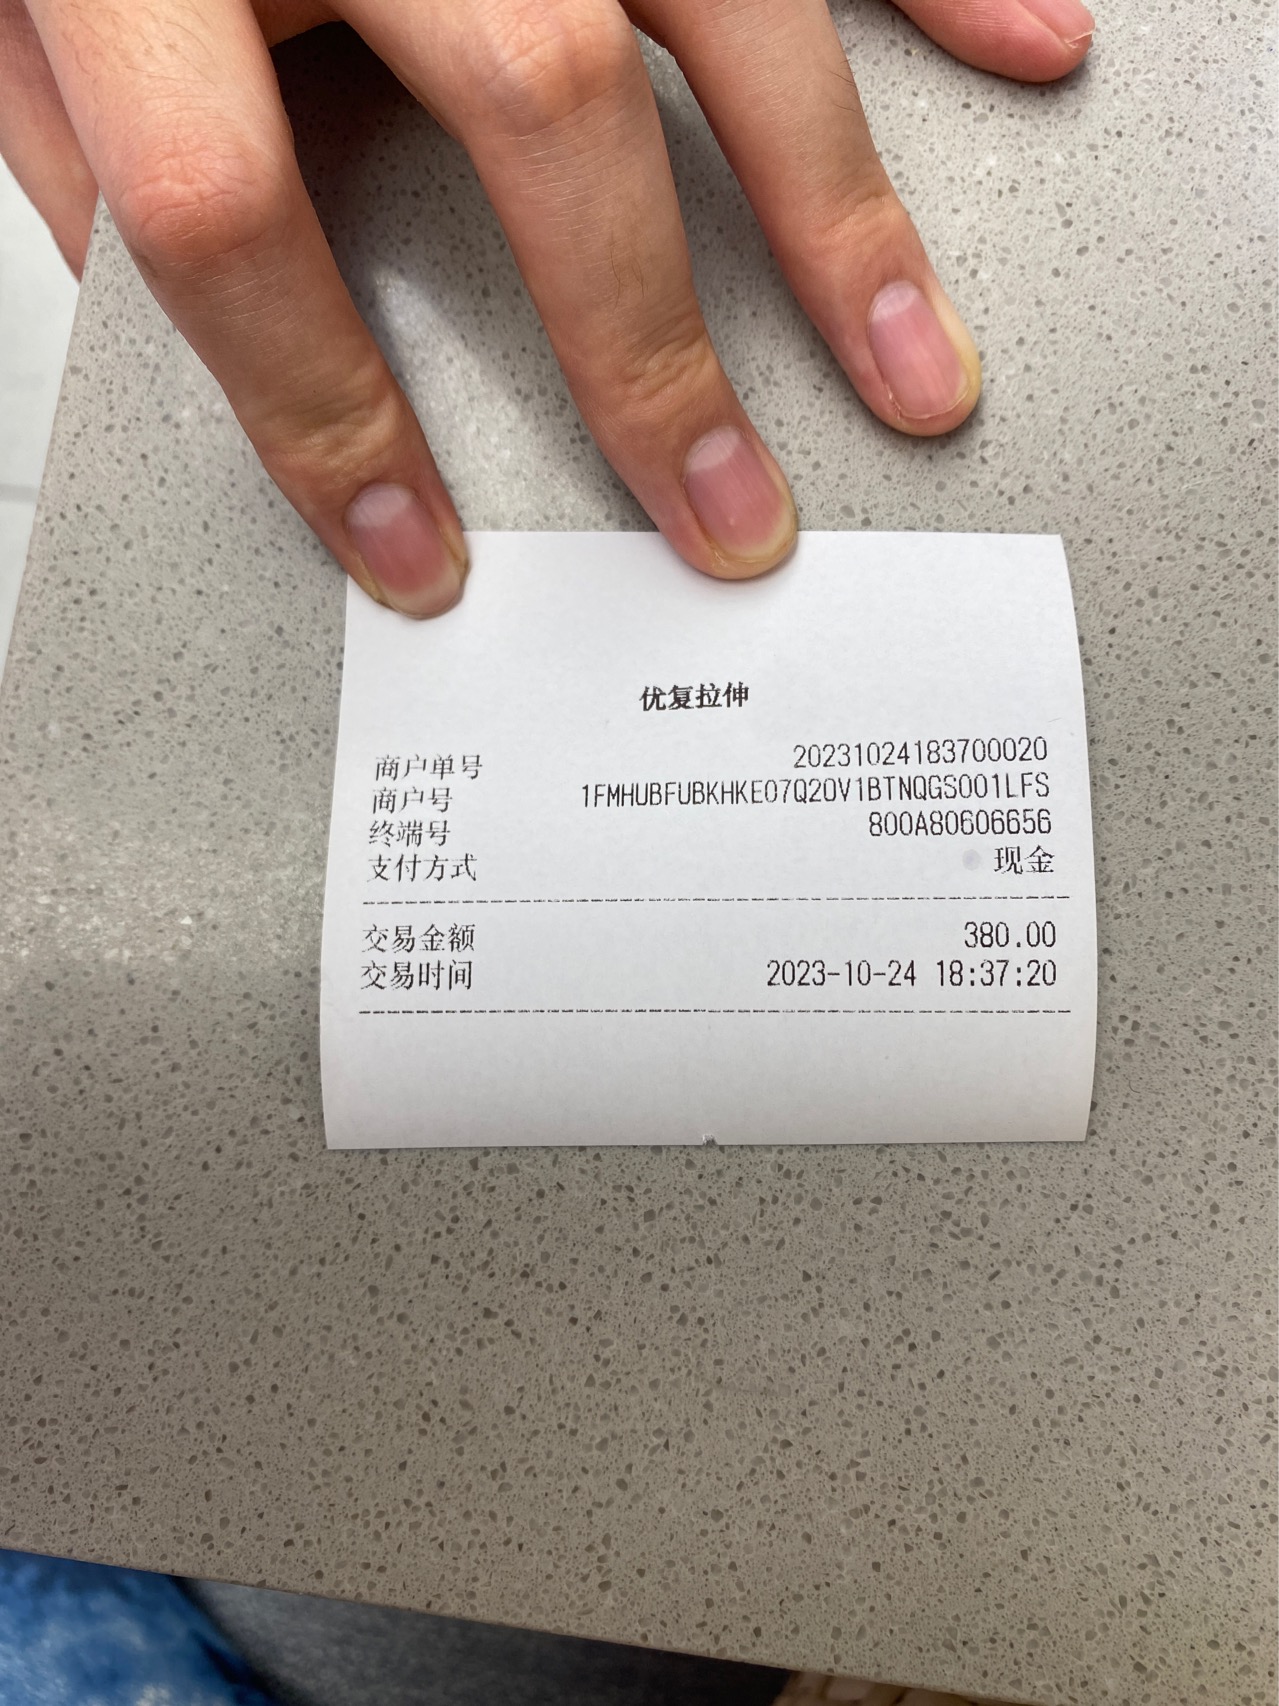 优复拉伸
商户单号 20231024183700020
商户号 1FMHUBFUBKHKE07Q20V1BTNQGS001LFS
终端号 800A80606656
支付方式 现金
交易金额 380.00
交易时间 2023-10-24 18:37:20